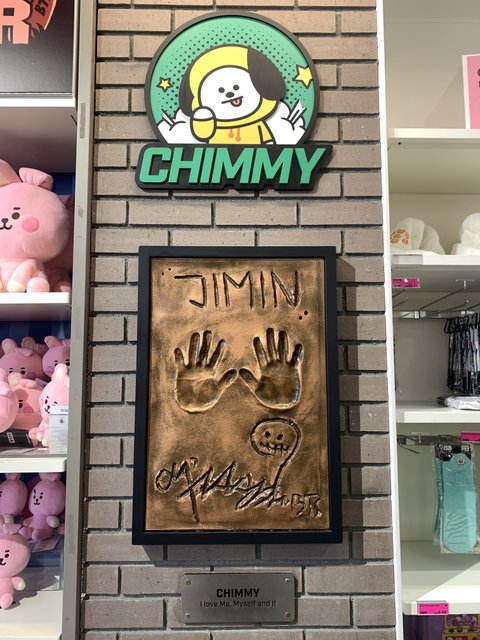 CHIMMY
JIMIN
CHIMMY
I love Me, Myself and I!